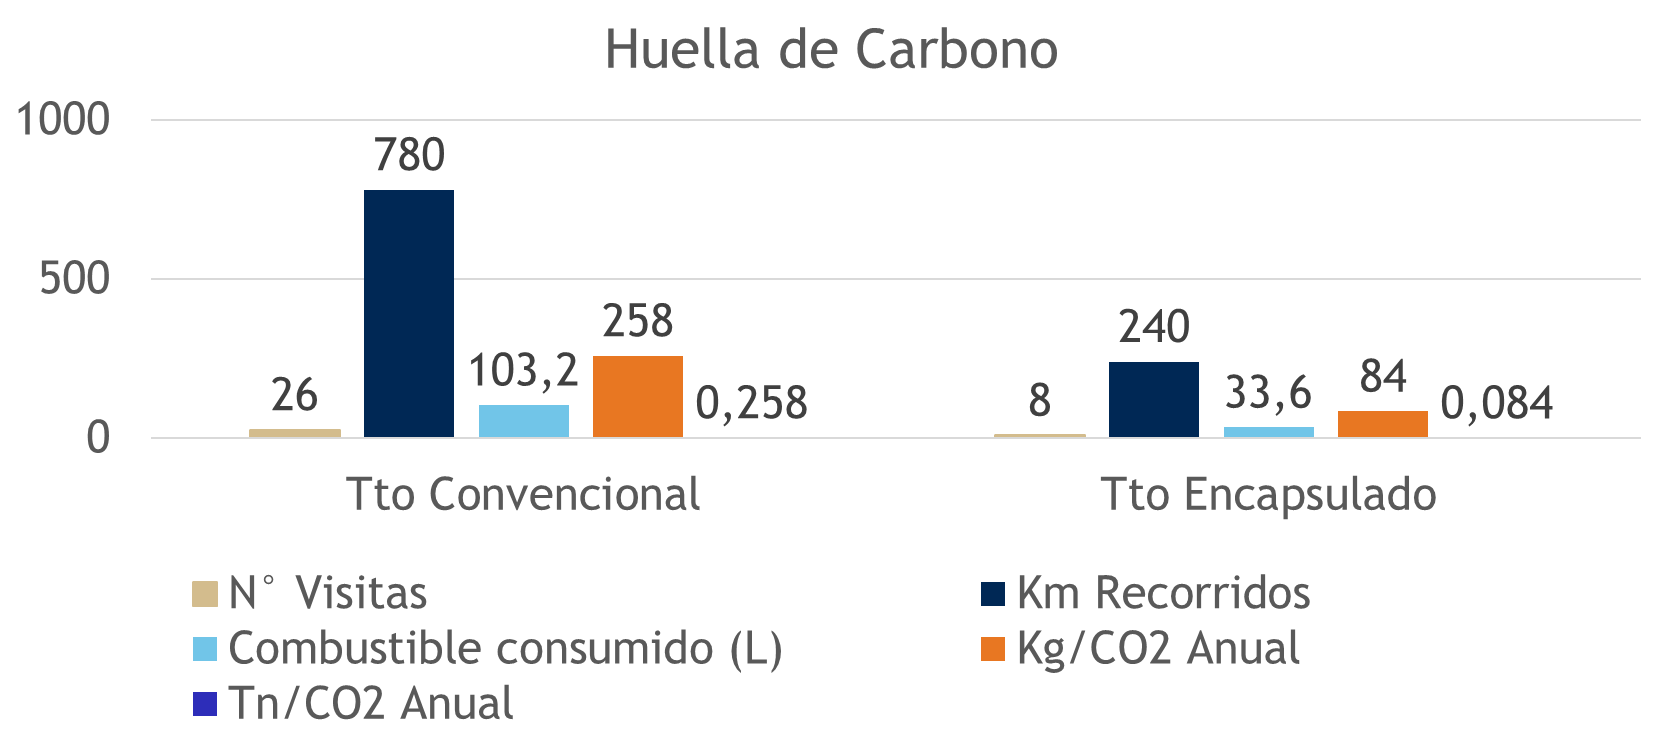 Huella de Carbono
1000
500
0
26
780
103,2
258
0,258
8
240
33,6
84
0,084
Tto Convencional
Tto Encapsulado
N° Visitas
Km Recorridos
Combustible consumido (L)
Kg/CO2 Anual
Tn/CO2 Anual